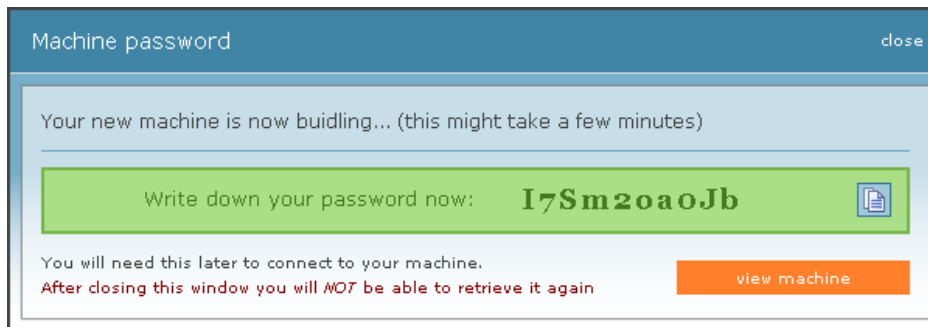 Machine password
close
Your new machine is now buidling... (this might take a few minutes)
Write down your password now: I7Sm2oa0Jb
You will need this later to connect to your machine.
After closing this window you will NOT be able to retrieve it again
view machine